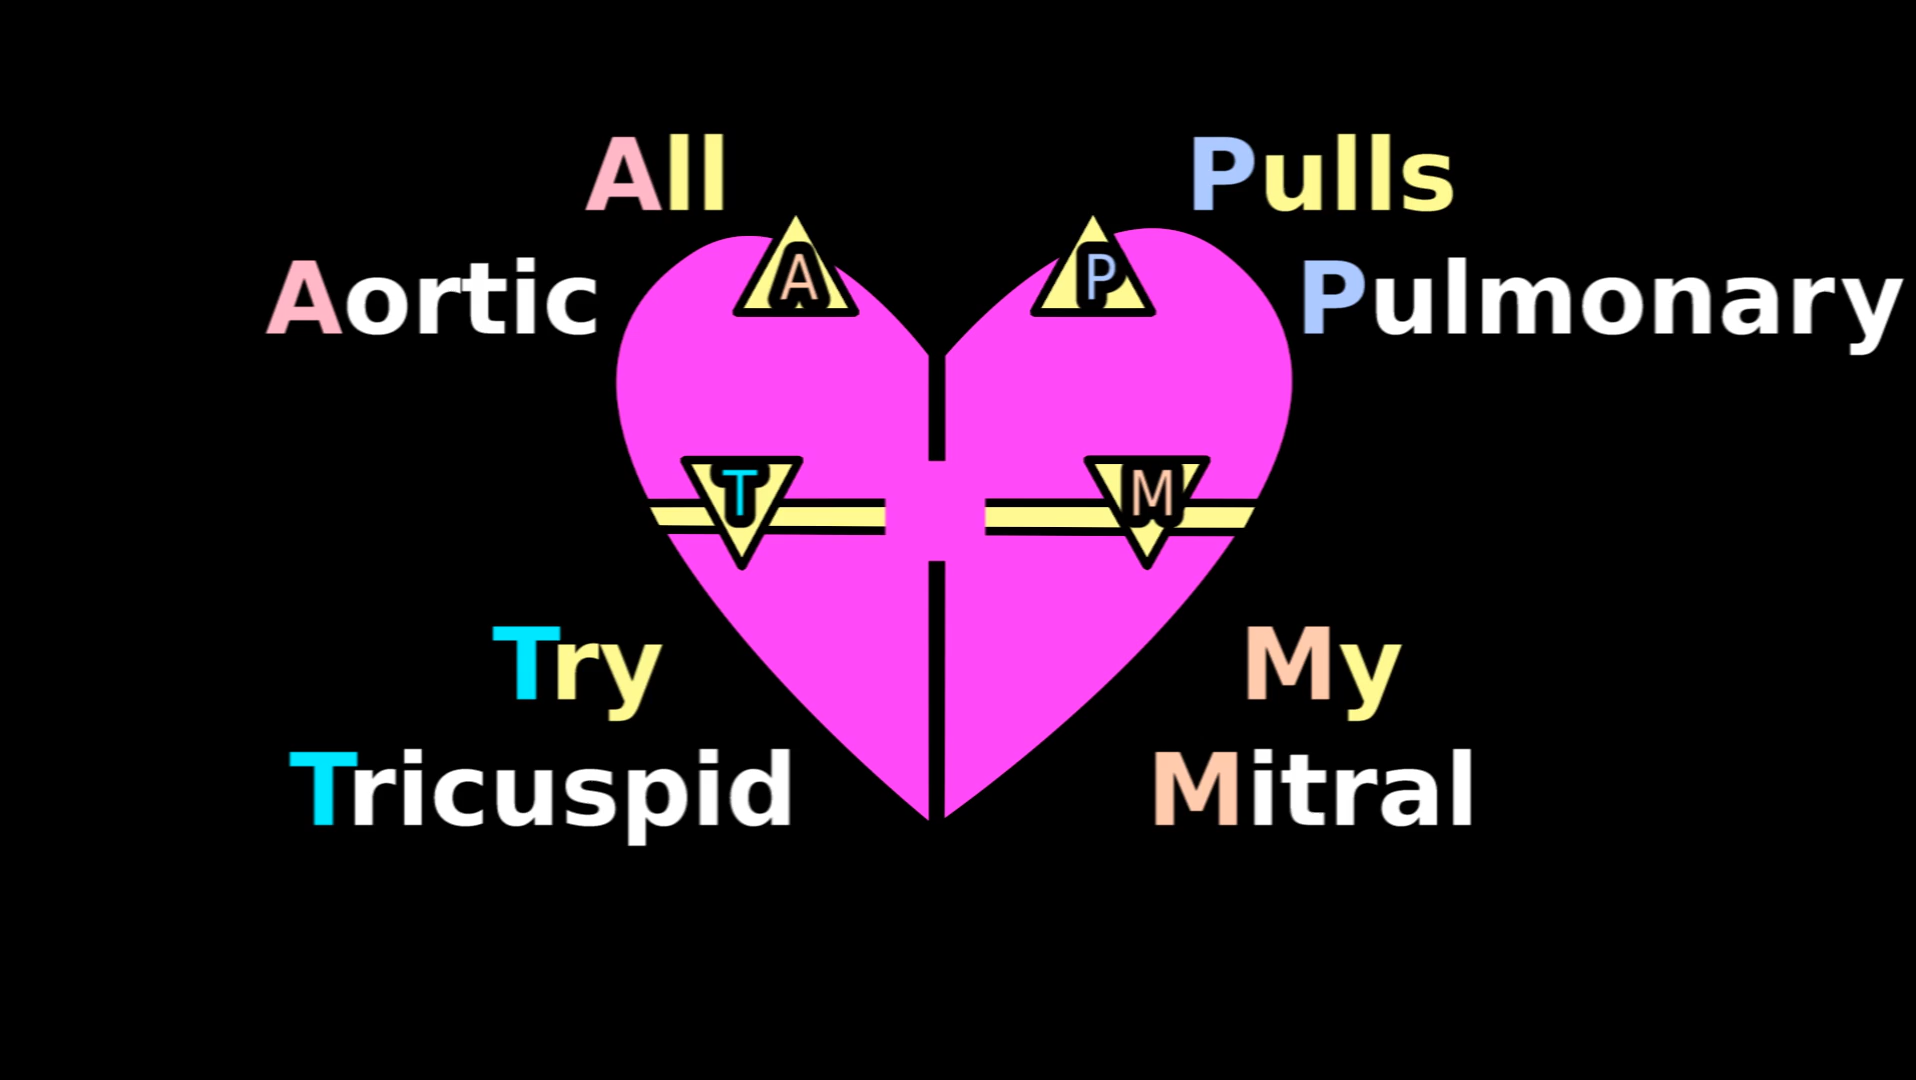 All
Pulls
Aortic
Pulmonary
A
P
T
M
Try
My
Tricuspid
Mitral